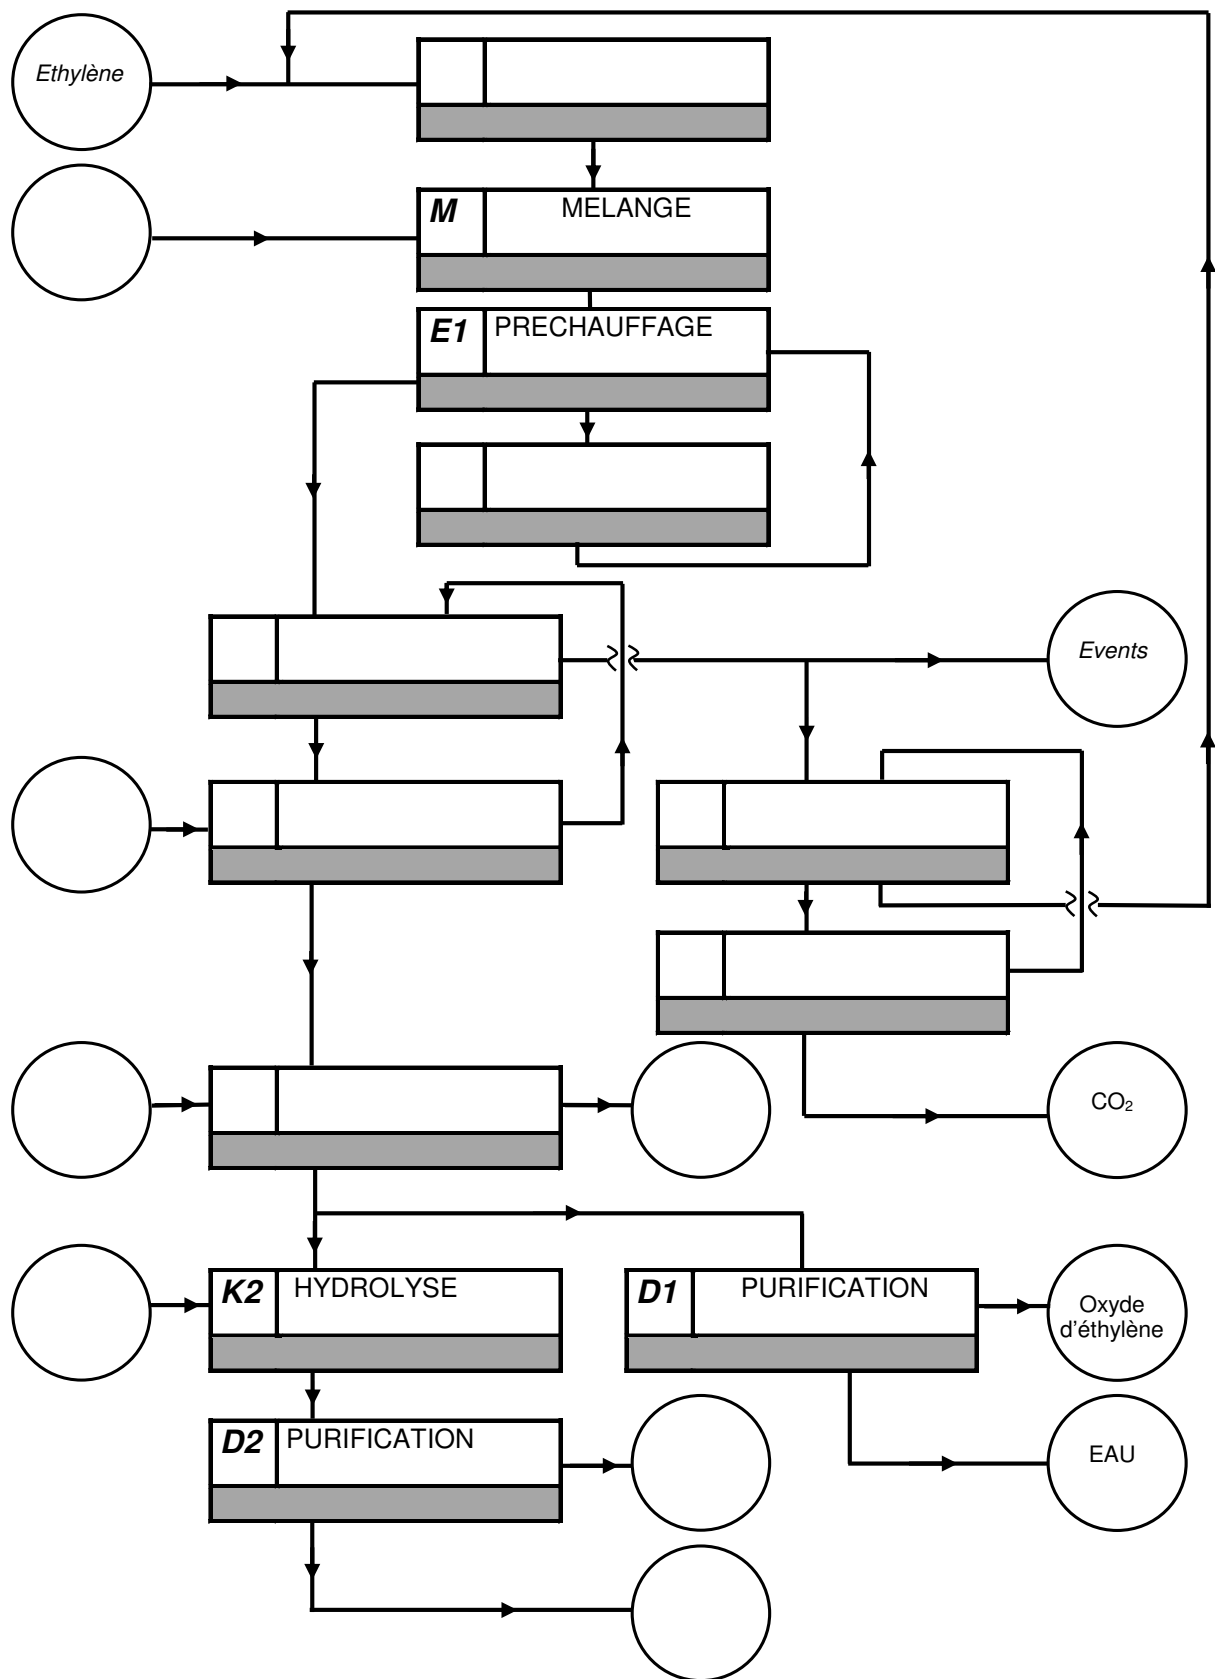 Ethylène
M
MELANGE
E1
PRECHAUFFAGE
Events
CO₂
K2
HYDROLYSE
D1
PURIFICATION
Oxyde
d'éthylène
D2
PURIFICATION
EAU